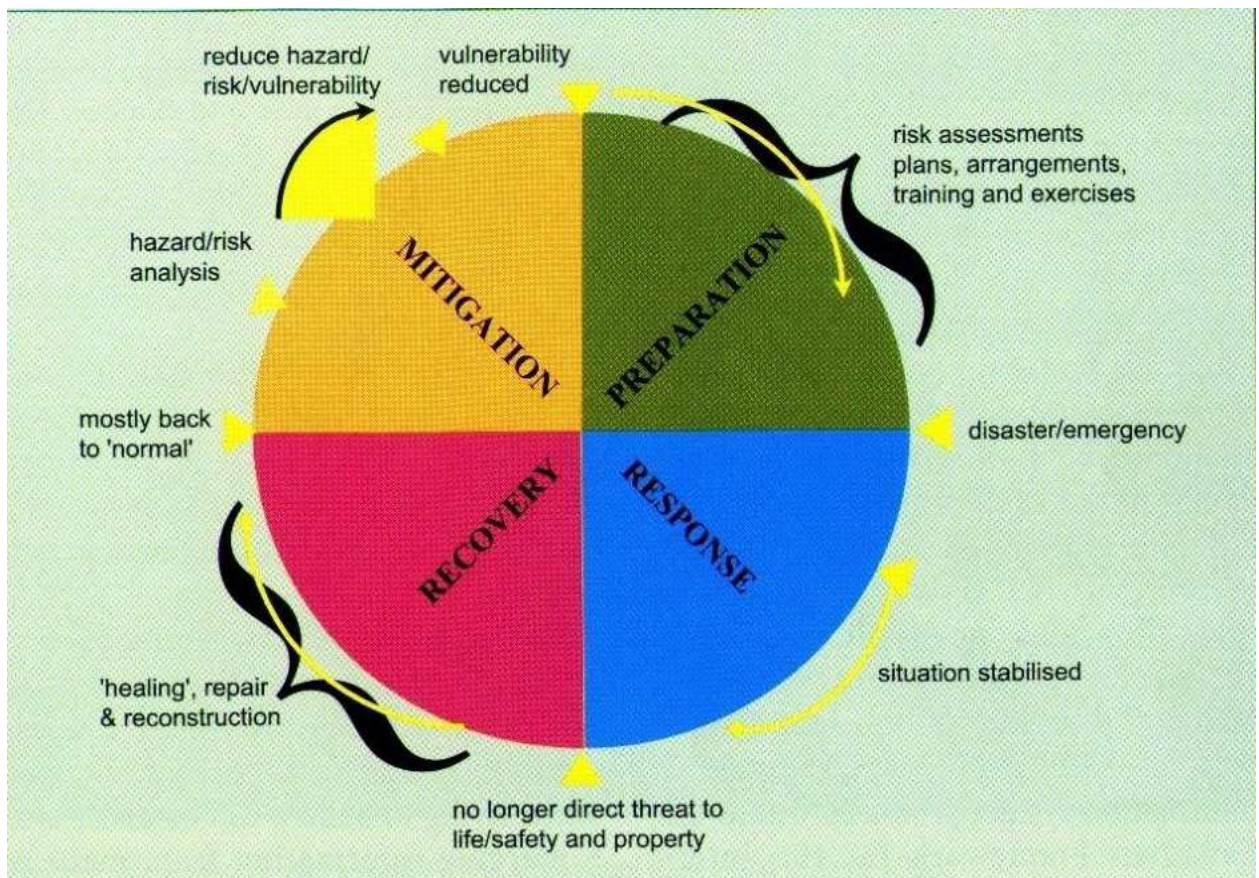 reduce hazard/
risk/vulnerability
vulnerability
reduced
risk assessments
plans, arrangements,
training and exercises
hazard/risk
analysis
MITIGATION
PREPARATION
mostly back
to 'normal'
disaster/emergency
RECOVERY
RESPONSE
'healing', repair
& reconstruction
situation stabilised
no longer direct threat to
life/safety and property